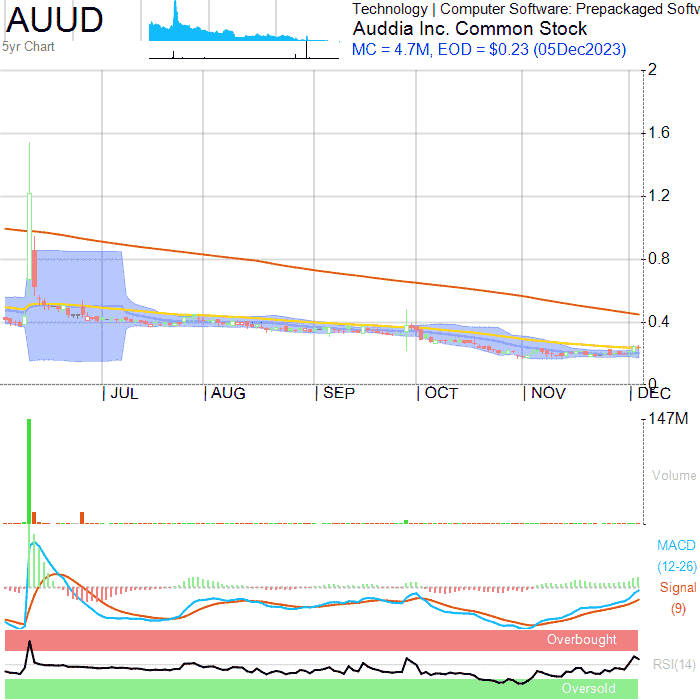 AUUD
5yr Chart
Technology | Computer Software: Prepackaged Softw
Auddia Inc. Common Stock
MC = 4.7M, EOD = $0.23 (05Dec2023)
2
1.6
1.2
0.8
0.4
0
JUL AUG SEP OCT NOV DEC
147M
Volume
MACD
(12-26)
Signal
(9)
Overbought
RSI(14)
Oversold